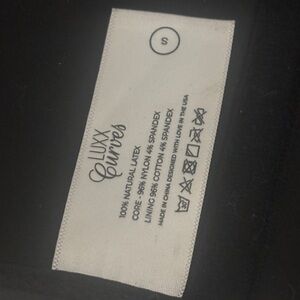 S
LUXX
Curves
100% NATURAL LATEX
CORE - 96% NYLON 4% SPANDEX
LINING 96% COTTON 4% SPANDEX
MADE IN CHINA DESIGNED WITH LOVE IN THE USA